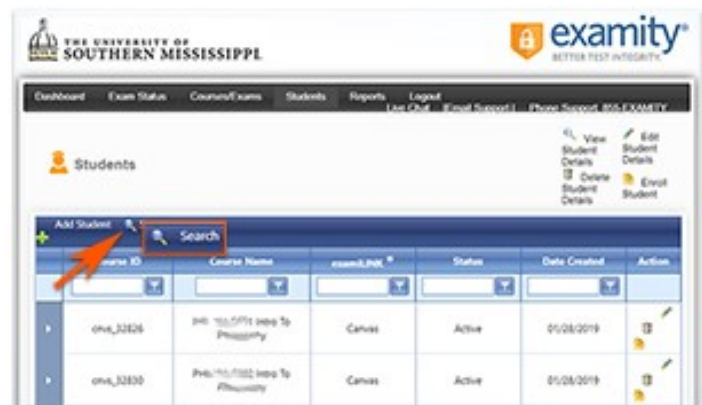 THE UNIVERSITY OF
SOUTHERN MISSISSIPPI.
examity
BETTER TEST INTEGRITY
Dashboard Exam Status Courses/Exams Students Reports Logout
Live Chat Email Support | Phone Support 855-EXAMITY
Students
View Student Details
Edit Student Details
Delete Student Details
Enroll Student
Add Student
Search
Course ID Course Name examiLINK Status Date Created Action
cnvs_32826 Intro To Canvas Active 01/28/2019
cnvs_32830 Intro To Canvas Active 01/28/2019